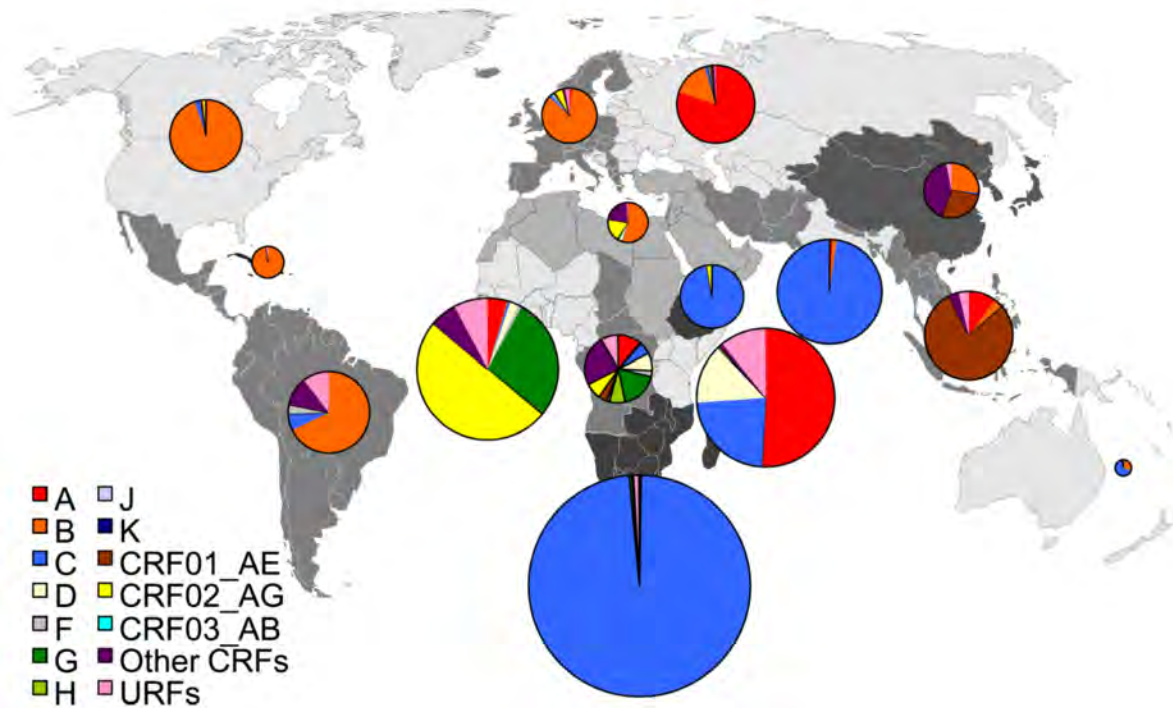 A J
B K
C CRF01_AE
D CRF02_AG
F CRF03_AB
G Other CRFs
H URFs